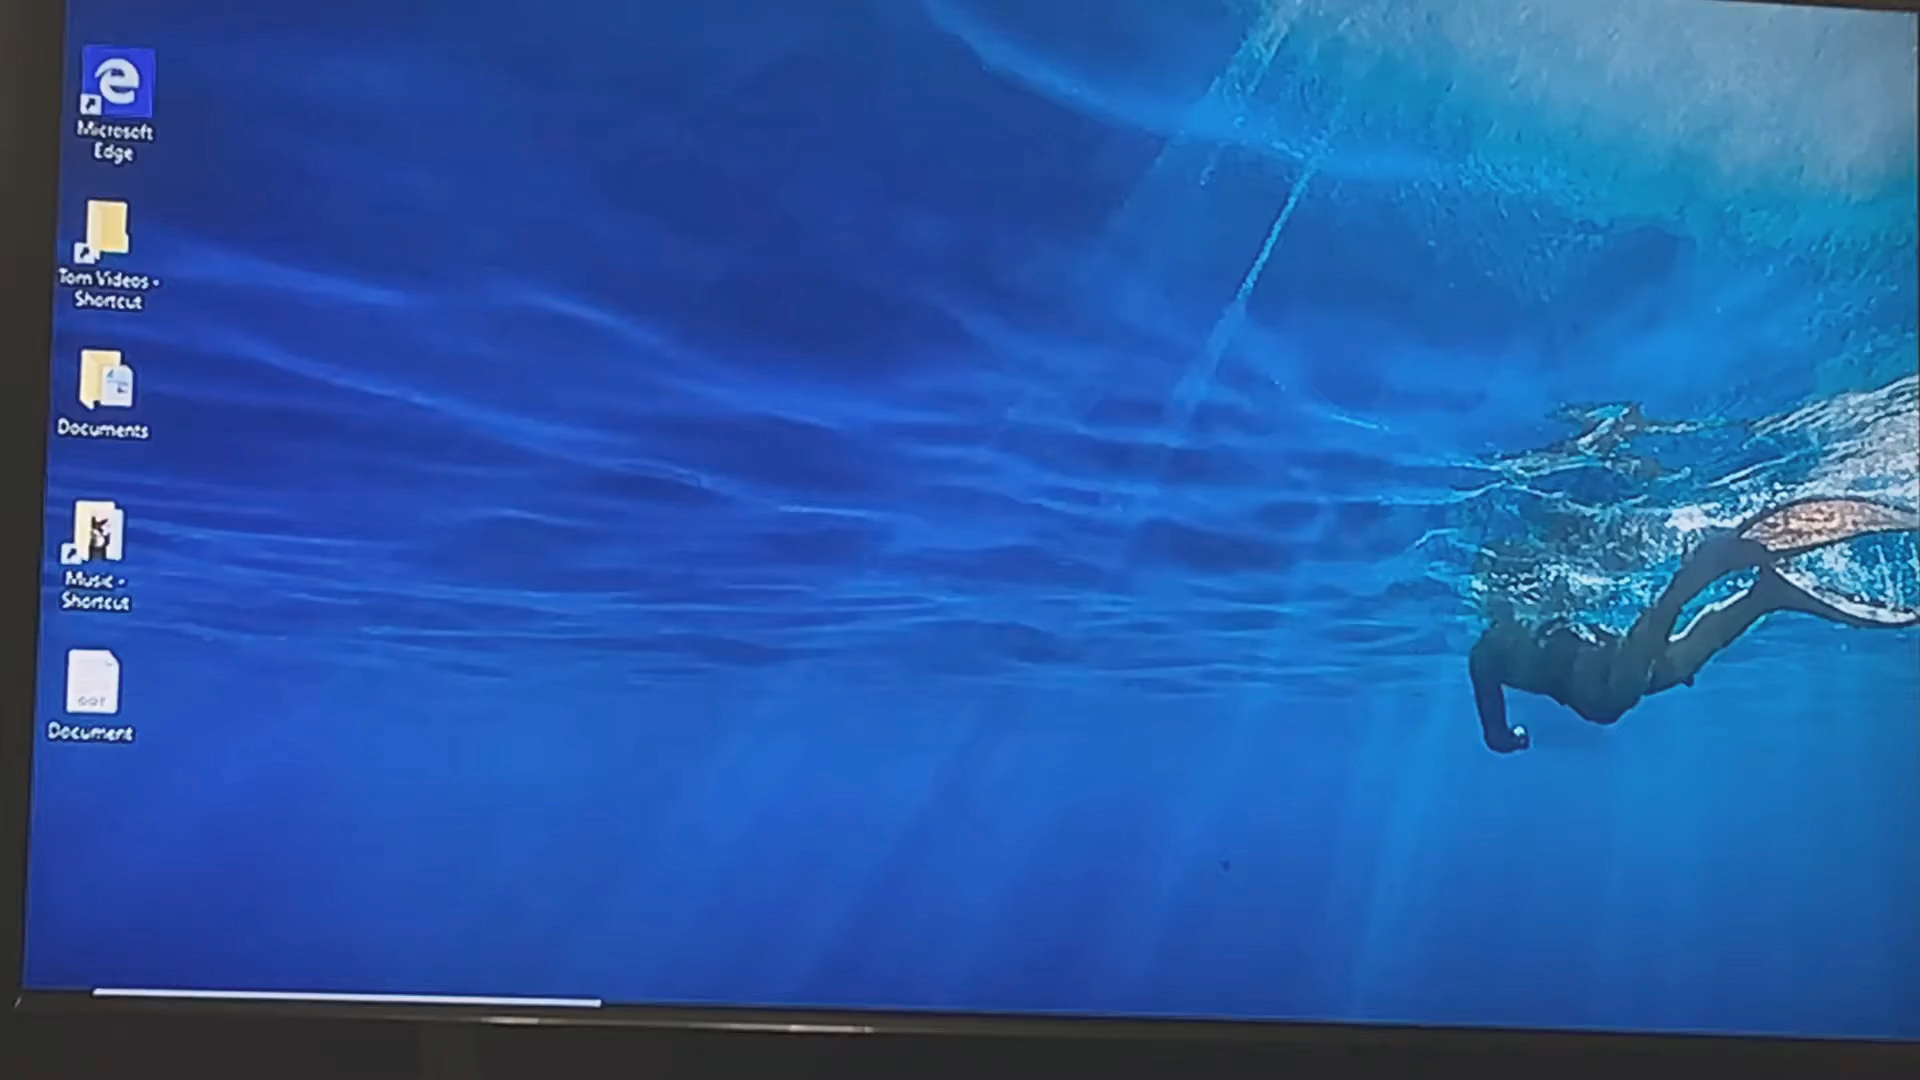 Microsoft
Edge
Tom Videos -
Shortcut
Documents
Music -
Shortcut
Document